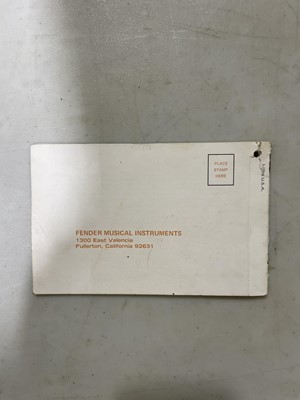 PLACE
STAMP
HERE
U.S.A.
FENDER MUSICAL INSTRUMENTS
1300 East Valencia
Fullerton, California 92631